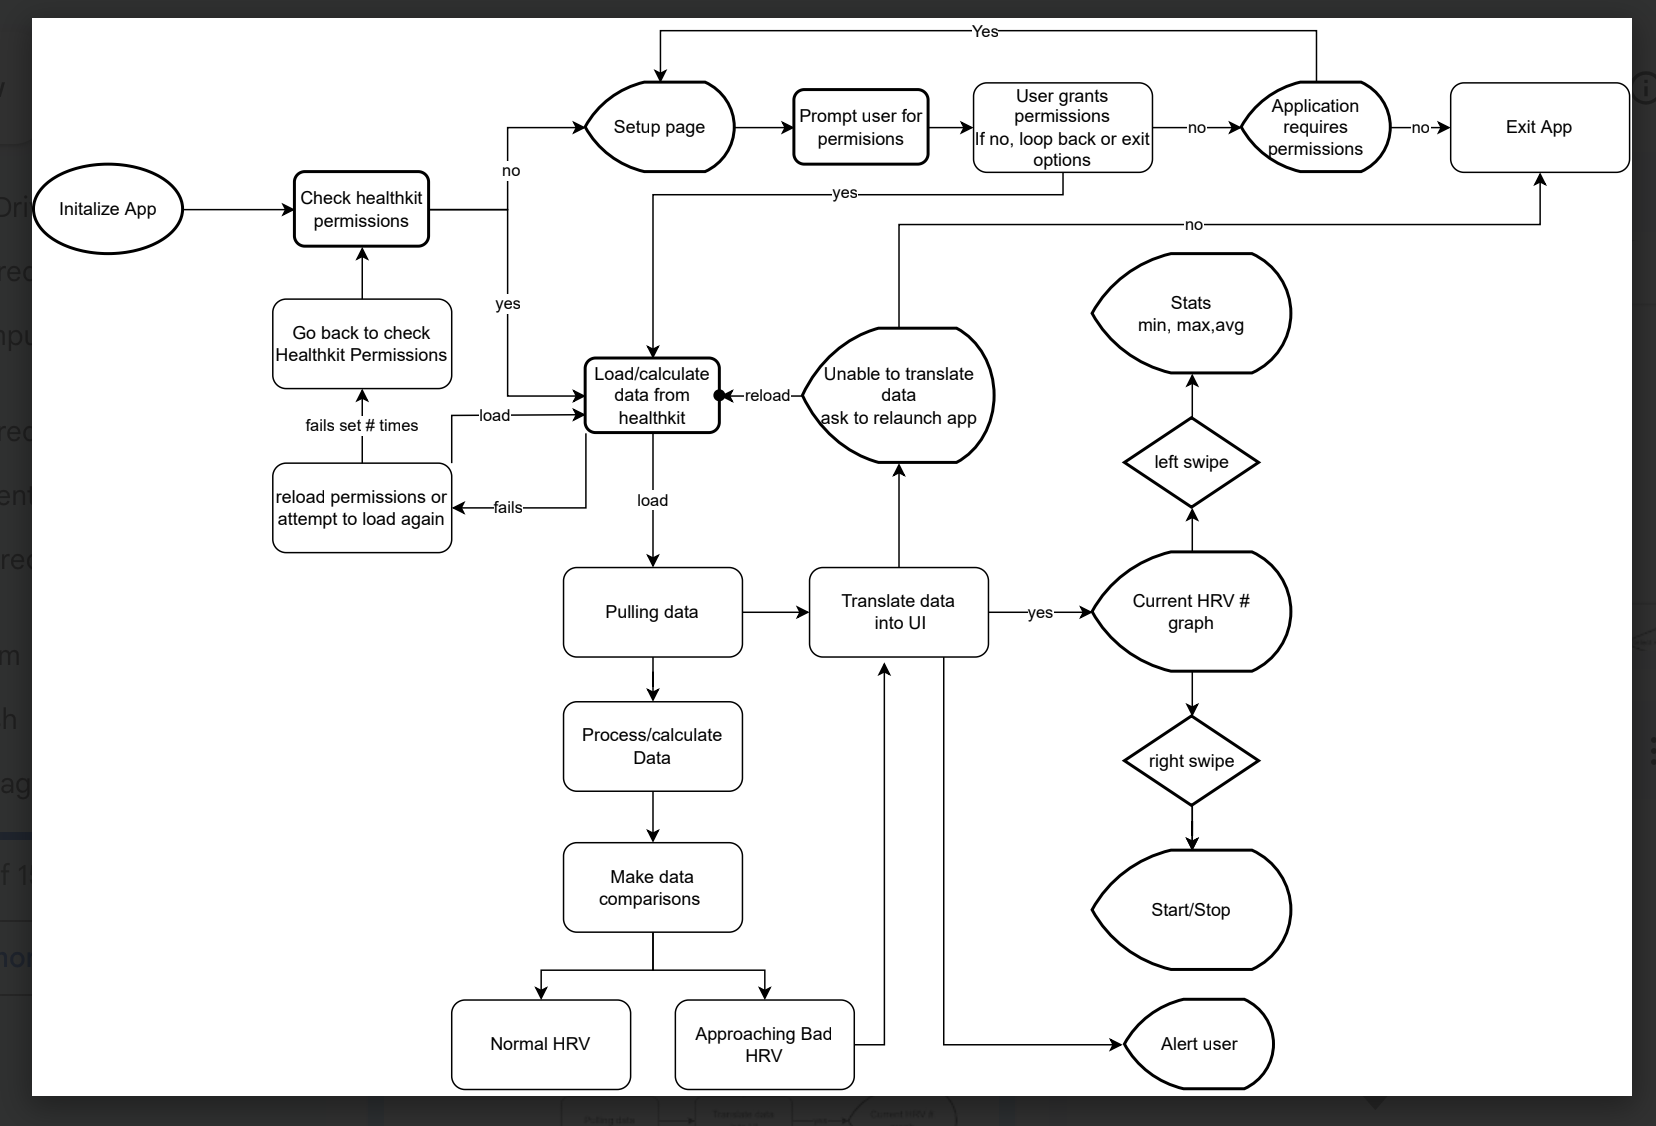 Yes
Setup page
Prompt user for
permisions
User grants
permissions
If no, loop back or exit
options
no
Application
requires
permissions
no
Exit App
no
Initalize App
Check healthkit
permissions
yes
no
yes
Go back to check
Healthkit Permissions
fails set # times
load
reload permissions or
attempt to load again
fails
Load/calculate
data from
healthkit
reload
Unable to translate
data
ask to relaunch app
Stats
min, max,avg
left swipe
load
Pulling data
Translate data
into UI
yes
Current HRV #
graph
Process/calculate
Data
right swipe
Make data
comparisons
Start/Stop
Normal HRV
Approaching Bad
HRV
Alert user